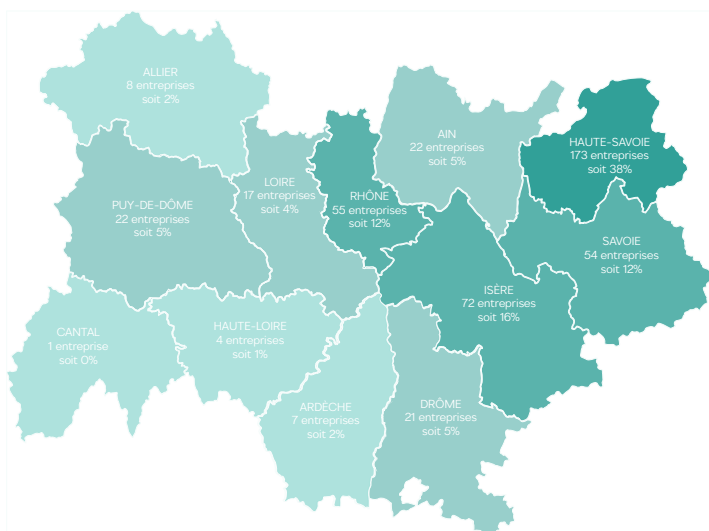 ALLIER
8 entreprises
soit 2%
AIN
22 entreprises
soit 5%
HAUTE-SAVOIE
173 entreprises
soit 38%
LOIRE
17 entreprises
soit 4%
RHÔNE
55 entreprises
soit 12%
PUY-DE-DÔME
22 entreprises
soit 5%
SAVOIE
54 entreprises
soit 12%
ISÈRE
72 entreprises
soit 16%
CANTAL
1 entreprise
soit 0%
HAUTE-LOIRE
4 entreprises
soit 1%
ARDÈCHE
7 entreprises
soit 2%
DRÔME
21 entreprises
soit 5%